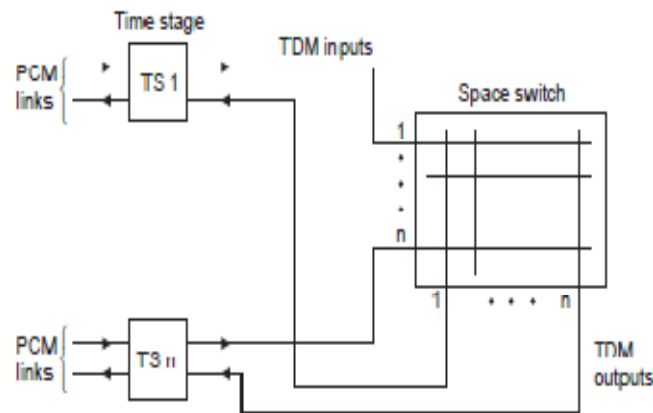 Time stage
TDM inputs
PCM
links
TS 1
Space switch
1
n
1 n
PCM
links
TS n
TDM
outputs